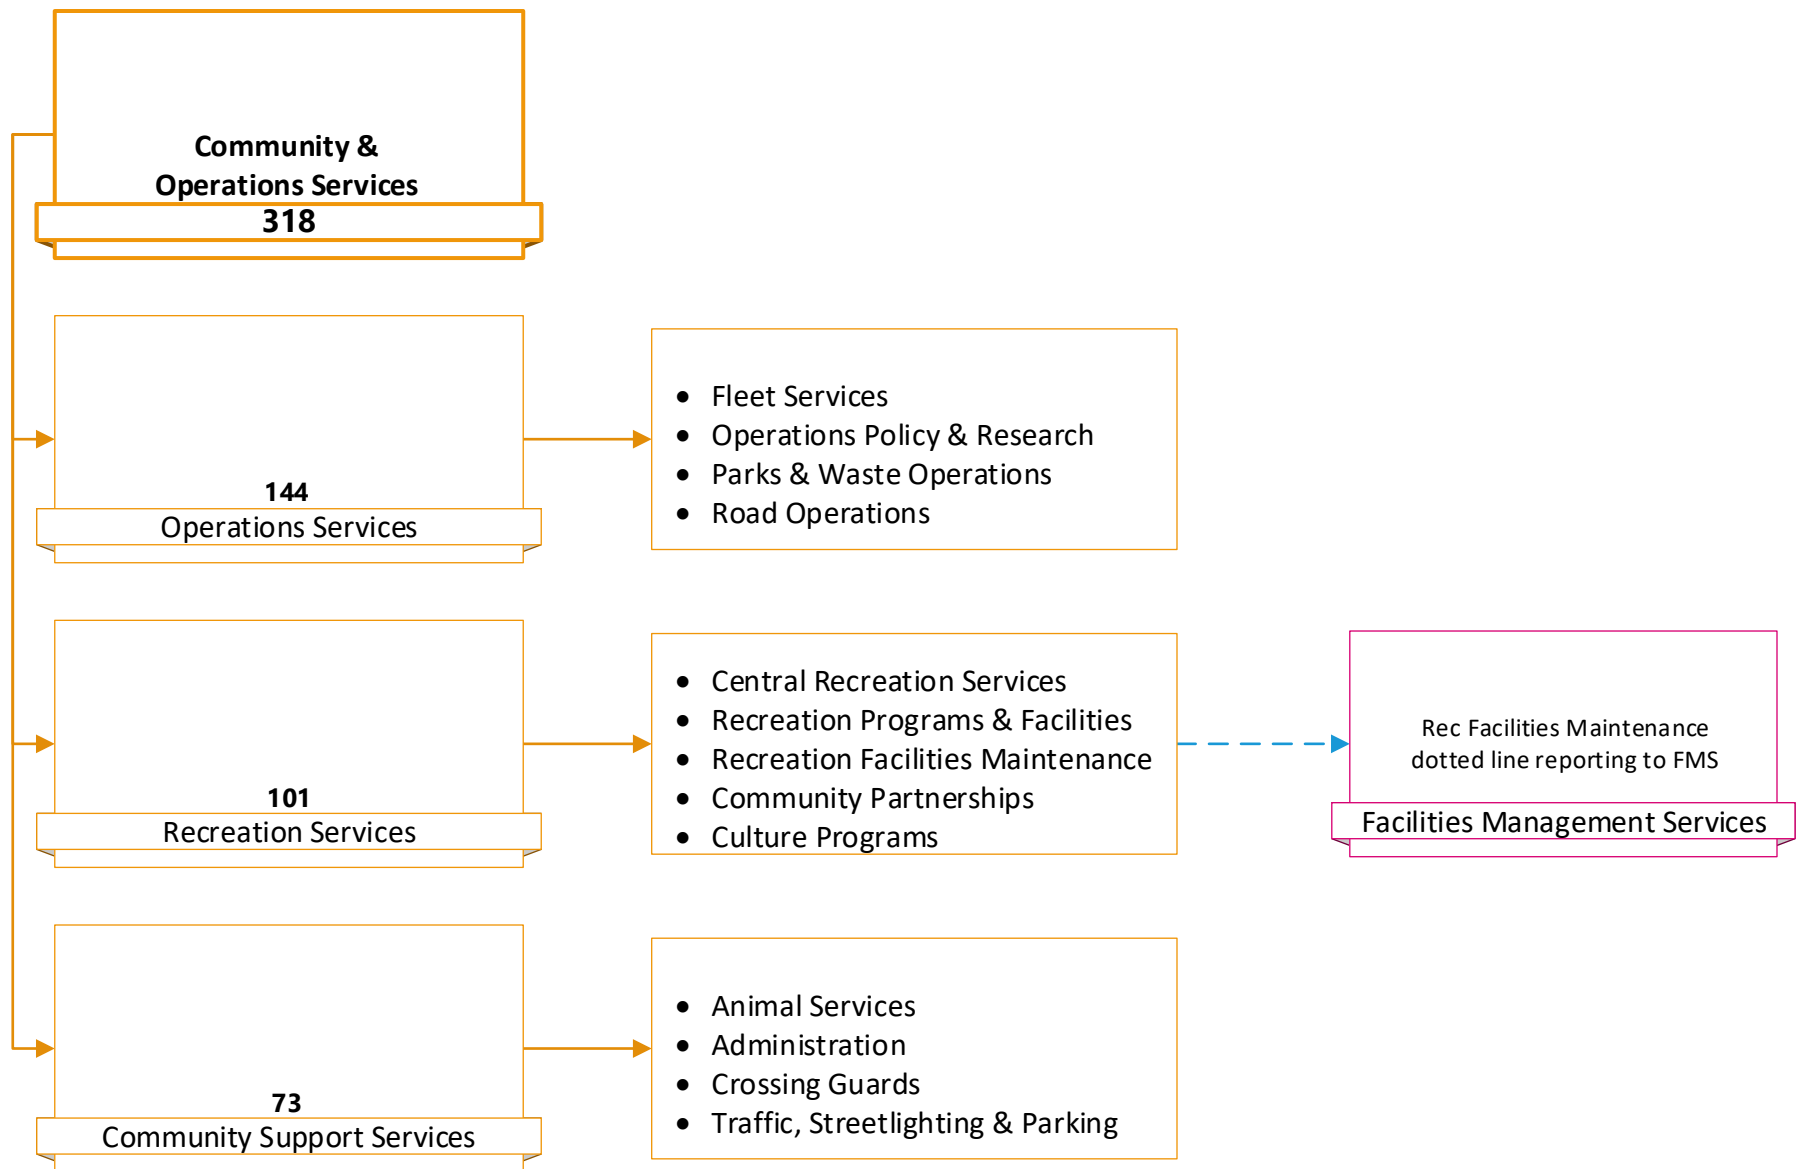 Community &
Operations Services
318
144
Operations Services
• Fleet Services
• Operations Policy & Research
• Parks & Waste Operations
• Road Operations
101
Recreation Services
• Central Recreation Services
• Recreation Programs & Facilities
• Recreation Facilities Maintenance
• Community Partnerships
• Culture Programs
Rec Facilities Maintenance
dotted line reporting to FMS
Facilities Management Services
73
Community Support Services
• Animal Services
• Administration
• Crossing Guards
• Traffic, Streetlighting & Parking